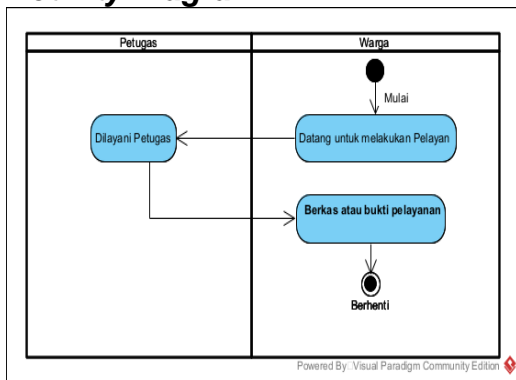 Petugas
Warga
Mulai
Dilayani Petugas
Datang untuk melakukan Pelayan
Berkas atau bukti pelayanan
Berhenti
Powered By Visual Paradigm Community Edition